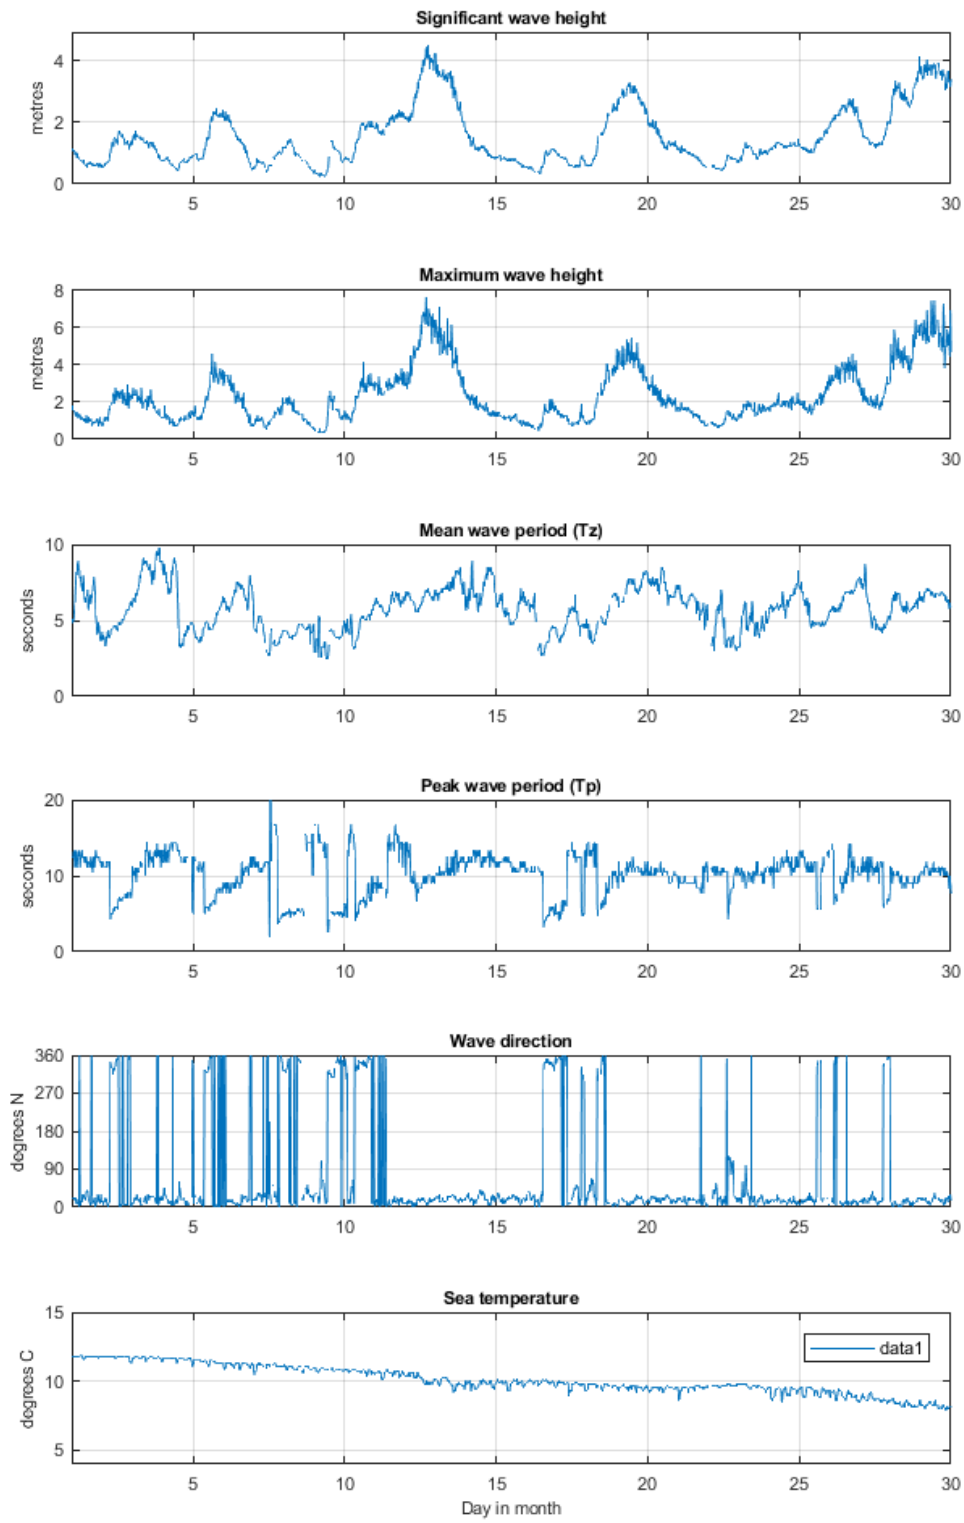 Significant wave height
metres
4
2
0
5 10 15 20 25 30
Maximum wave height
metres
8
6
4
2
0
5 10 15 20 25 30
Mean wave period (Tz)
seconds
10
5
0
5 10 15 20 25 30
Peak wave period (Tp)
seconds
20
10
0
5 10 15 20 25 30
Wave direction
degrees N
360
270
180
90
0
5 10 15 20 25 30
Sea temperature
degrees C
15
10
5
data1
5 10 15 20 25 30
Day in month